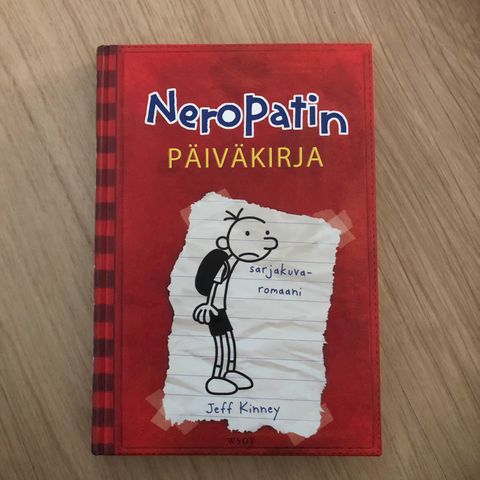 Neropatin
PÄIVÄKIRJA
sarjakuva-
romaani
Jeff Kinney
WSOY